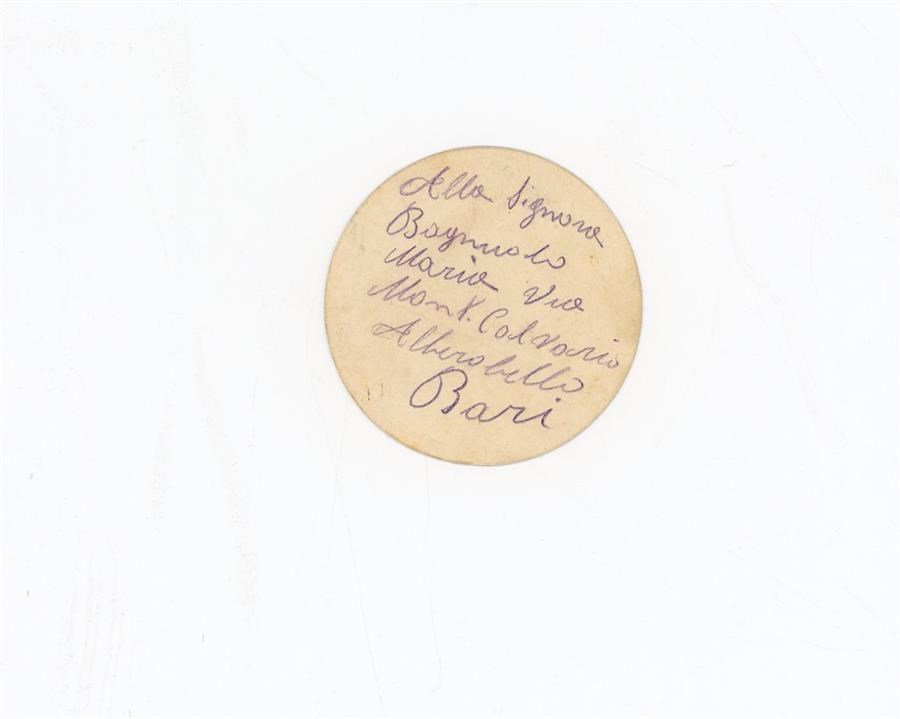 Alla Signora
Bagnulo
Maria Via
Mont. Calvario
Alberobello
Bari